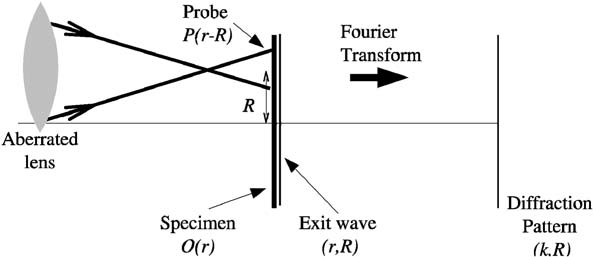 Probe
P(r-R)
Fourier
Transform
R
Aberrated
lens
Specimen
O(r)
Exit wave
(r,R)
Diffraction
Pattern
(k,R)